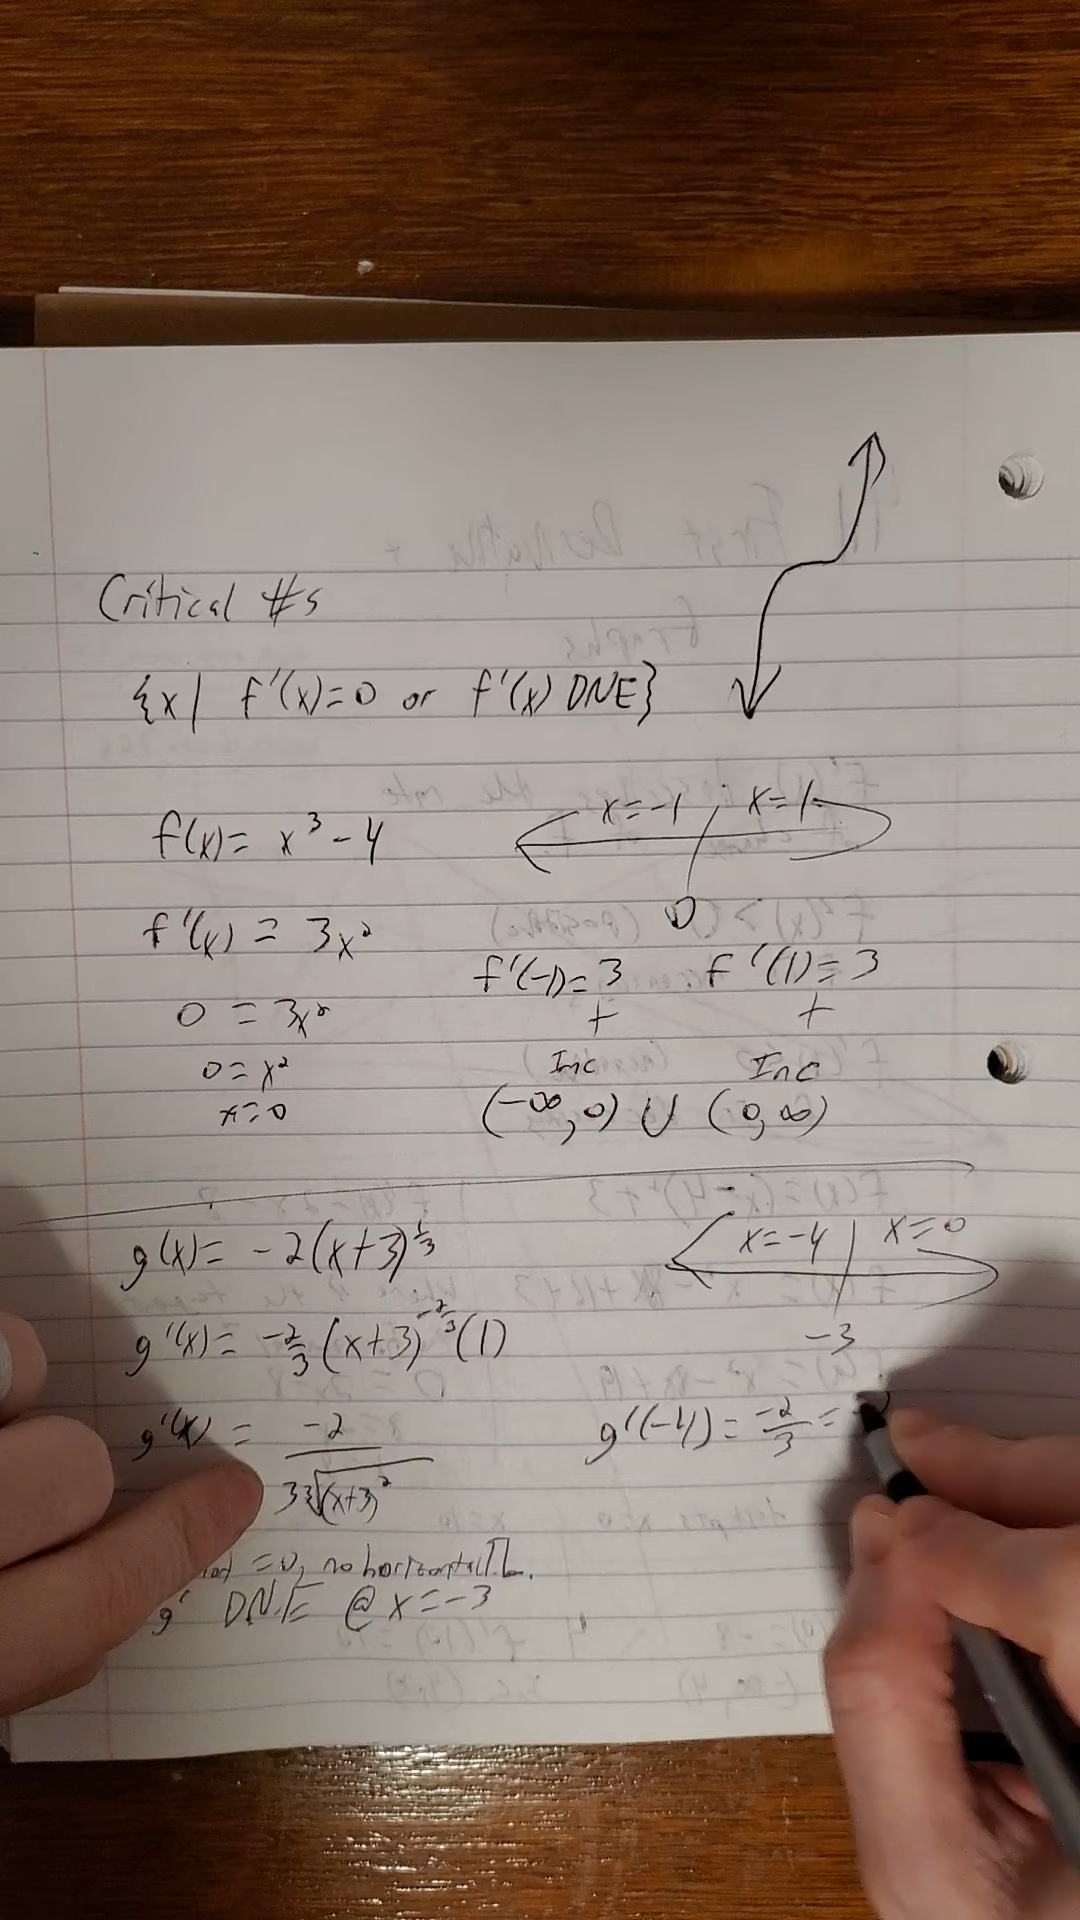 Critical #s
{x | f'(x)=0 or f'(x) DNE}
f(x)= x³-4
f'(x) = 3x²
0 = 3x²
0=x²
x=0
x=-1 x=1
0
f'(-1)=3 f'(1)=3
+ +
Inc Inc
(-∞,0) ∪ (0,∞)
g(x)= -2(x+3)^⅓
g'(x)= -2/3 (x+3)^-2/3 (1)
g'(x) = -2 / 3∛(x+3)²
=0, no horizontal T.L.
g' DNE @ x=-3
x=-4 x=0
-3
g'(-4)= -2/3 =